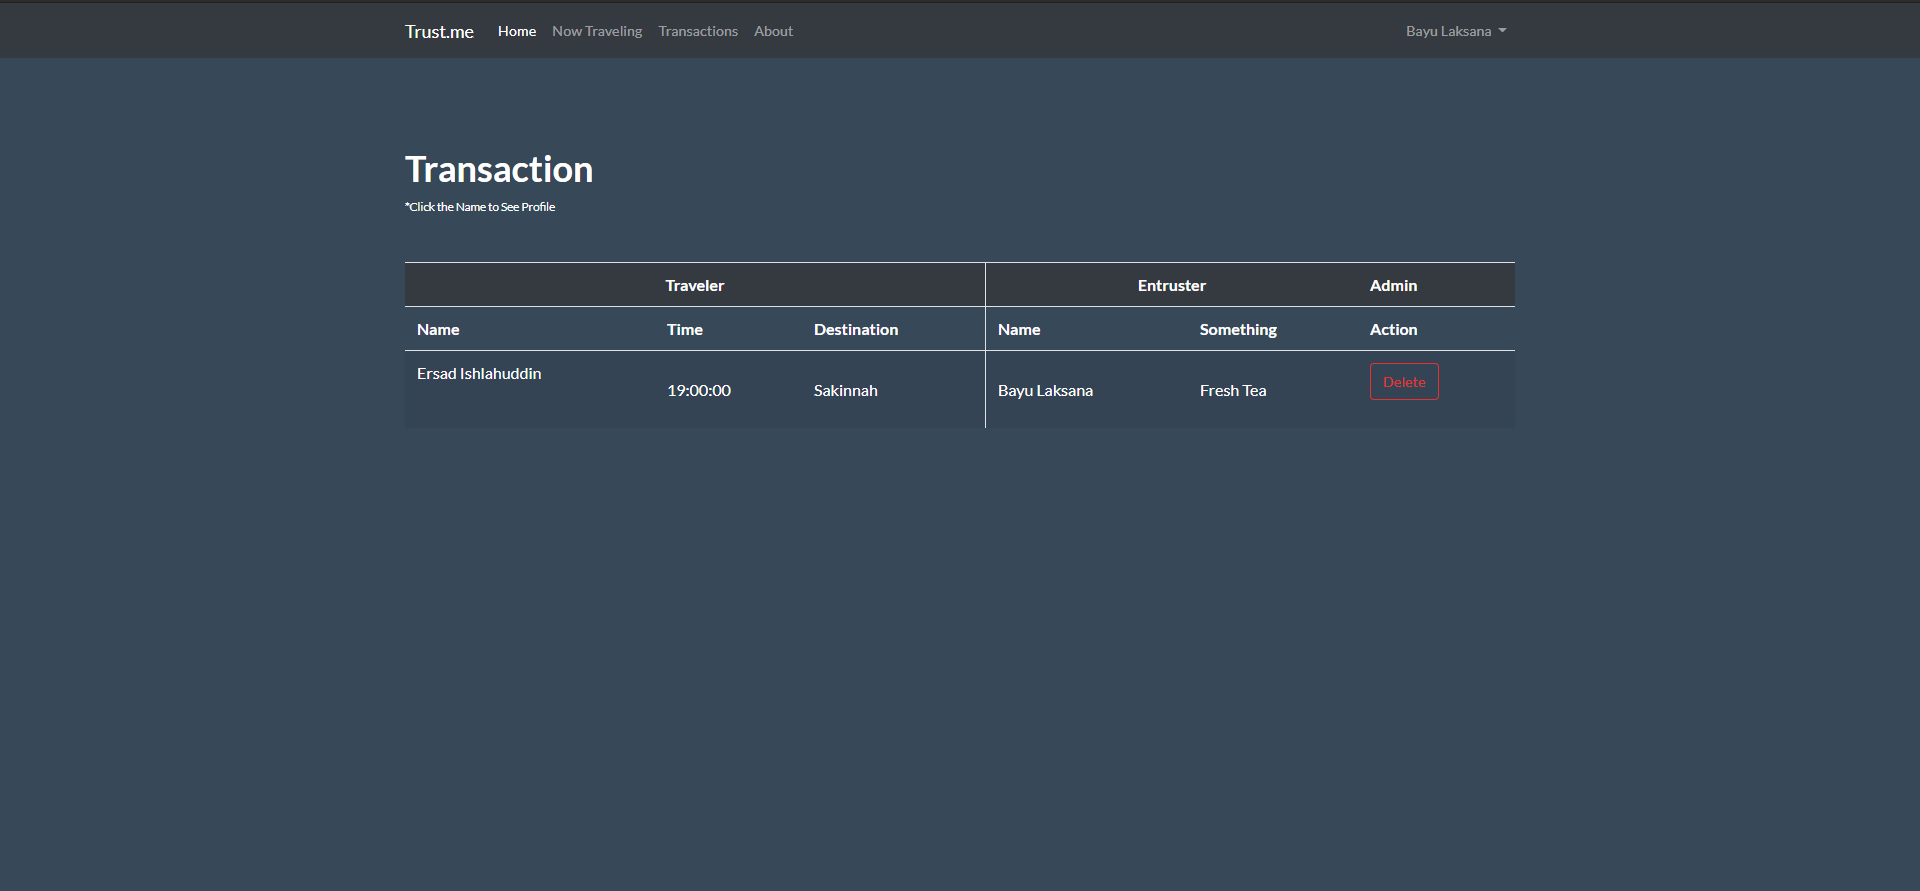 Trust.me Home Now Traveling Transactions About Bayu Laksana
Transaction
*Click the Name to See Profile
Traveler Entruster Admin
Name Time Destination Name Something Action
Ersad Ishlahuddin 19:00:00 Sakinnah Bayu Laksana Fresh Tea Delete